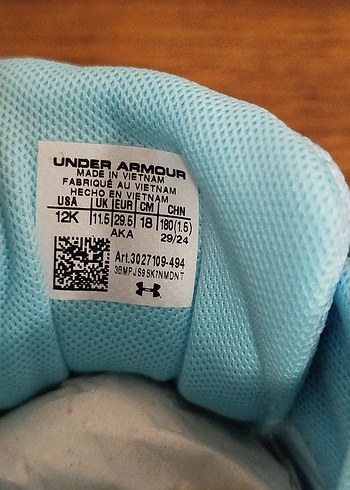 UNDER ARMOUR
MADE IN VIETNAM
FABRIQUÉ AU VIETNAM
HECHO EN VIETNAM
USA UK EUR CM CHN
12K 11.5 29.5 18 180(1.5)
AKA 29/24
Art.3027109-494
3BMPJS9SK7NMDNT